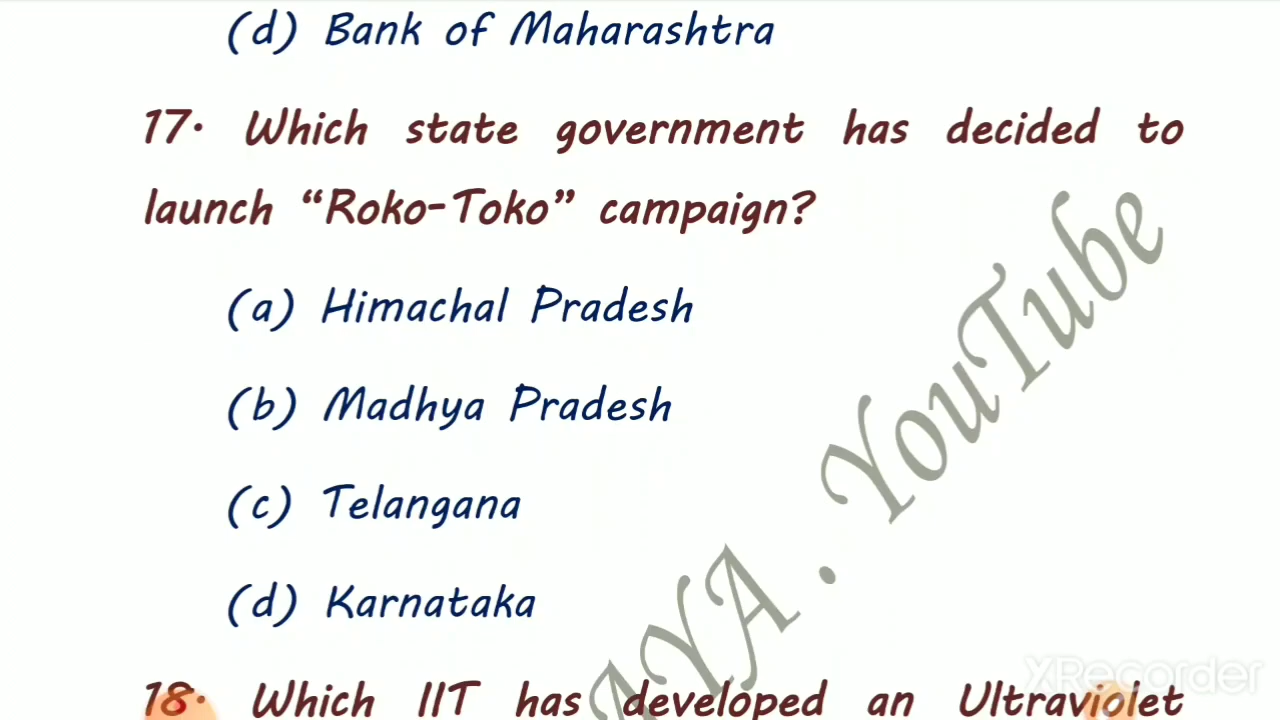 (d) Bank of Maharashtra
17. Which state government has decided to
launch “Roko-Toko” campaign?
(a) Himachal Pradesh
(b) Madhya Pradesh
(c) Telangana
(d) Karnataka
18. Which IIT has developed an Ultraviolet
AYA . YouTube
XRecorder